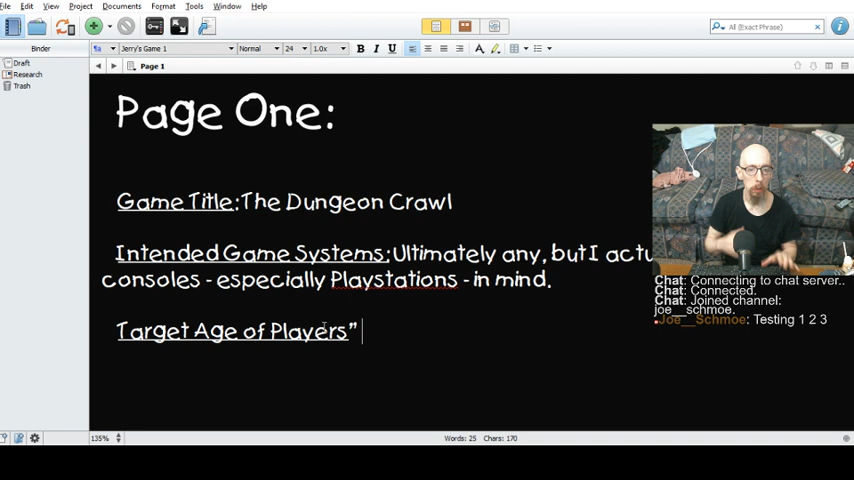 File Edit View Project Documents Format Tools Window Help
All (Exact Phrase)
Binder
Jerry's Game 1 Normal 24 1.0x B I U A
Draft
Research
Trash
Page 1
Page One:
Game Title:The Dungeon Crawl
Intended Game Systems:Ultimately any, but I actu
consoles - especially Playstations - in mind.
Target Age of Players"
Chat: Connecting to chat server..
Chat: Connected.
Chat: Joined channel:
joe__schmoe.
Joe__Schmoe: Testing 1 2 3
135%
Words: 25 Chars: 170